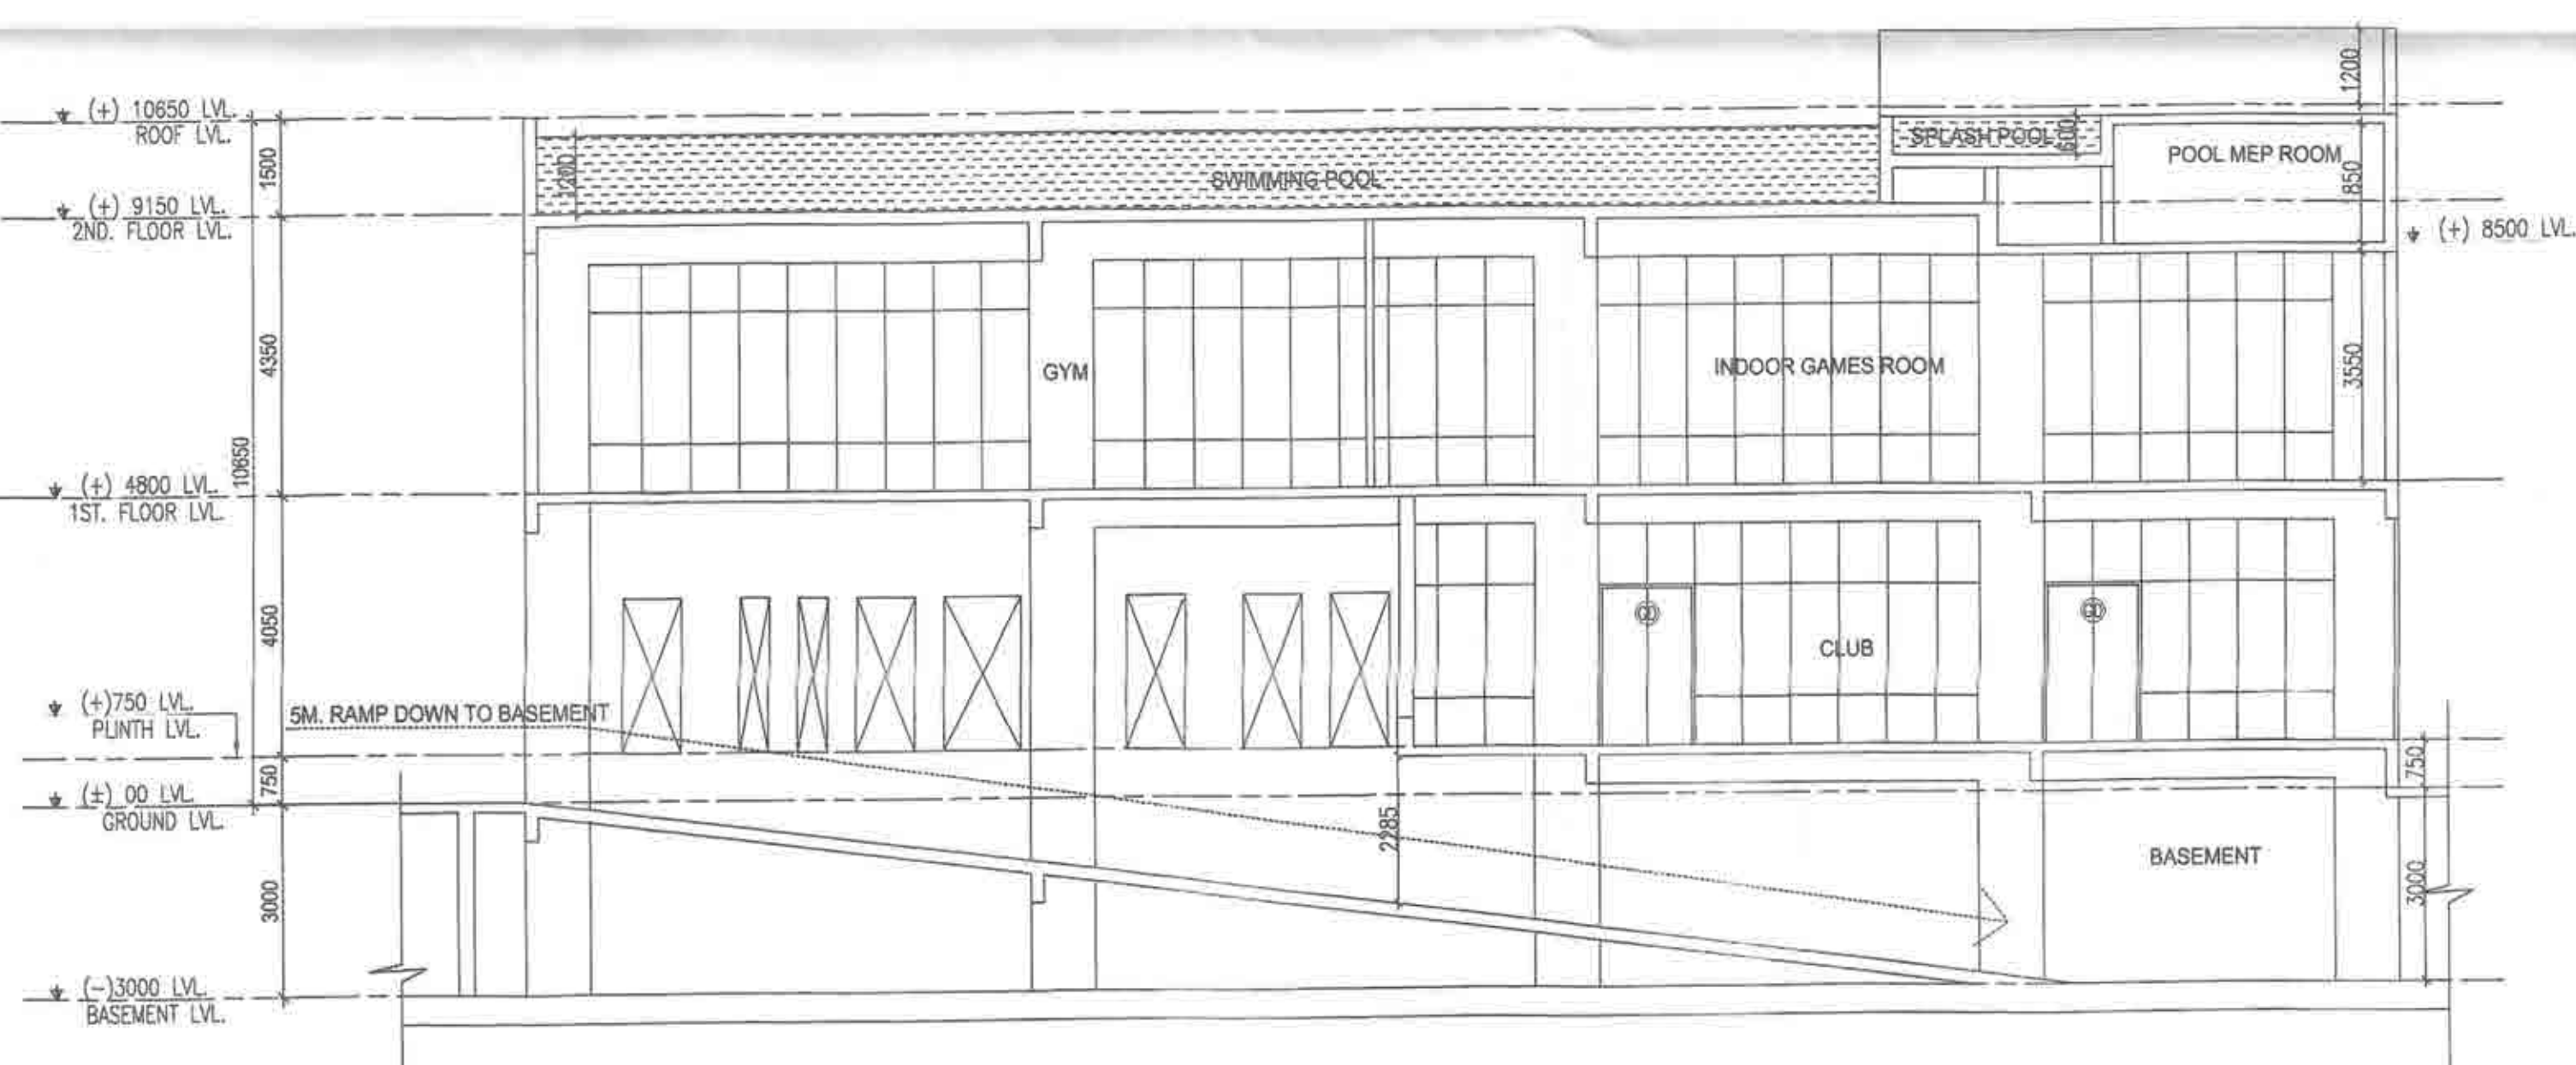 (+) 10650 LVL.
ROOF LVL.
1500
(+) 9150 LVL.
2ND. FLOOR LVL.
4350
10650
(+) 4800 LVL.
1ST. FLOOR LVL.
4050
(+)750 LVL.
PLINTH LVL.
750
(±) 00 LVL.
GROUND LVL.
3000
(-)3000 LVL.
BASEMENT LVL.
5M. RAMP DOWN TO BASEMENT
1200
SWIMMING POOL
SPLASH POOL
600
POOL MEP ROOM
1200
(+) 8500 LVL.
GYM
INDOOR GAMES ROOM
3550
GD
CLUB
GD
2285
BASEMENT
750
3000